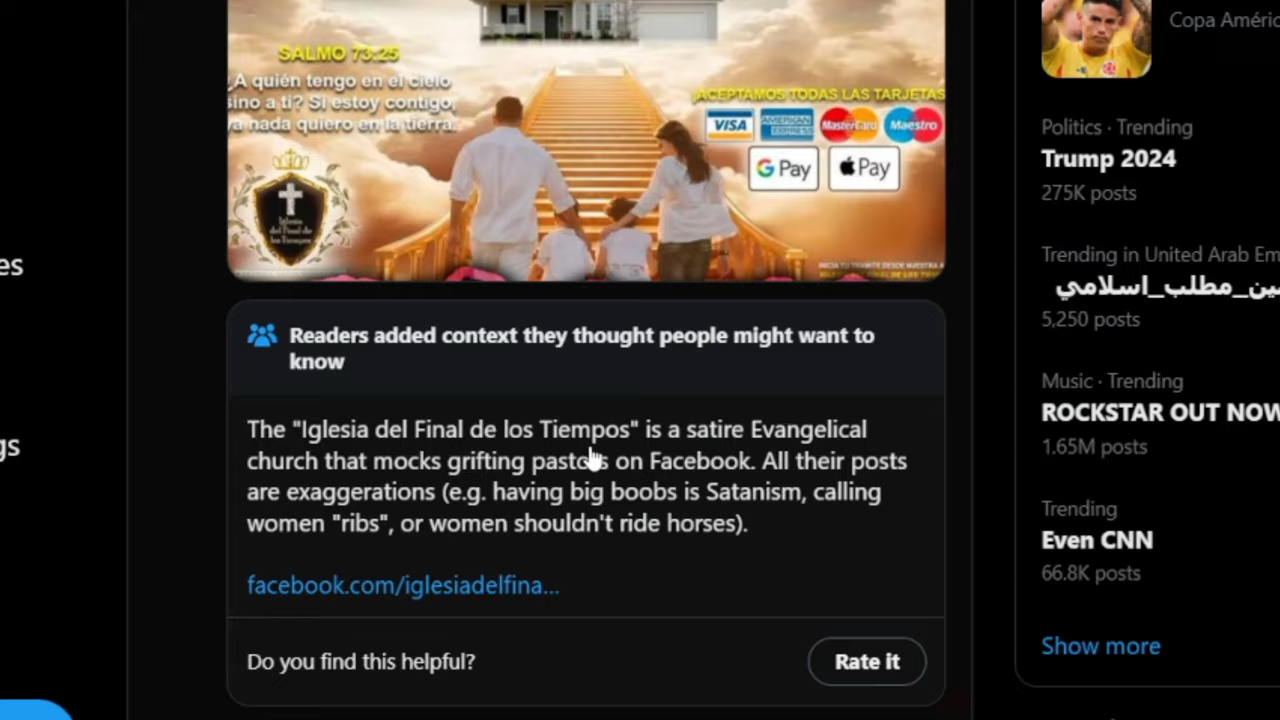 SALMO 73:25
¿A quién tengo en el cielo
sino a ti? Si estoy contigo,
ya nada quiero en la tierra.
Iglesia
del Final de
los Tiempos
¡ACEPTAMOS TODAS LAS TARJETAS
VISA AMERICAN EXPRESS MasterCard Maestro
G Pay Pay
Readers added context they thought people might want to
know
The "Iglesia del Final de los Tiempos" is a satire Evangelical
church that mocks grifting pastors on Facebook. All their posts
are exaggerations (e.g. having big boobs is Satanism, calling
women "ribs", or women shouldn't ride horses).
facebook.com/iglesiadelfina...
Do you find this helpful?
Rate it
es
gs
Copa Améric
Politics · Trending
Trump 2024
275K posts
Trending in United Arab Em
ين_مطلب_اسلامي
5,250 posts
Music · Trending
ROCKSTAR OUT NOW
1.65M posts
Trending
Even CNN
66.8K posts
Show more